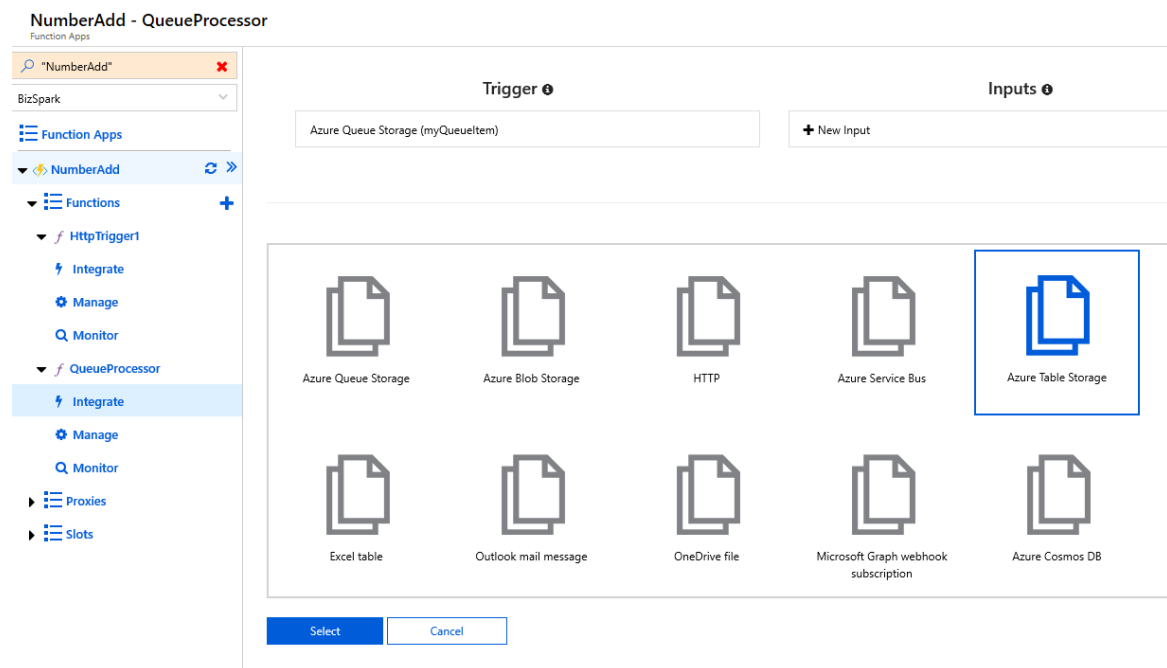 NumberAdd - QueueProcessor
Function Apps
"NumberAdd"
BizSpark
Function Apps
NumberAdd
Functions
HttpTrigger1
Integrate
Manage
Monitor
QueueProcessor
Integrate
Manage
Monitor
Proxies
Slots
Trigger
Azure Queue Storage (myQueueItem)
Inputs
New Input
Azure Queue Storage
Azure Blob Storage
HTTP
Azure Service Bus
Azure Table Storage
Excel table
Outlook mail message
OneDrive file
Microsoft Graph webhook
subscription
Azure Cosmos DB
Select
Cancel